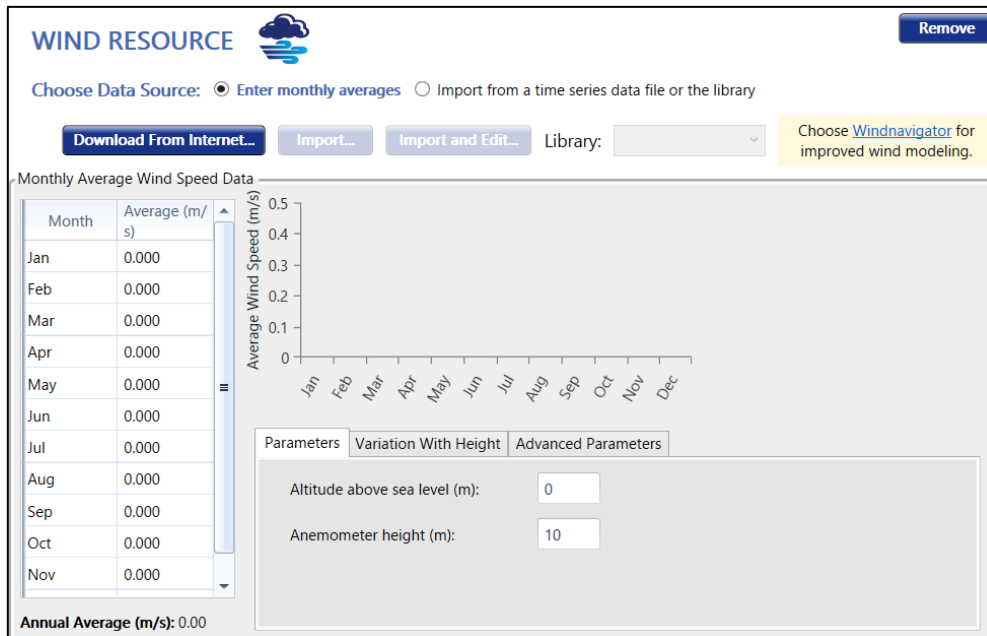 WIND RESOURCE
Remove
Choose Data Source: Enter monthly averages Import from a time series data file or the library
Download From Internet... Import... Import and Edit... Library:
Choose Windnavigator for
improved wind modeling.
Monthly Average Wind Speed Data
Month Average (m/
s)
Jan 0.000
Feb 0.000
Mar 0.000
Apr 0.000
May 0.000
Jun 0.000
Jul 0.000
Aug 0.000
Sep 0.000
Oct 0.000
Nov 0.000
Annual Average (m/s): 0.00
Average Wind Speed (m/s)
0.5
0.4
0.3
0.2
0.1
0
Jan Feb Mar Apr May Jun Jul Aug Sep Oct Nov Dec
Parameters Variation With Height Advanced Parameters
Altitude above sea level (m): 0
Anemometer height (m): 10